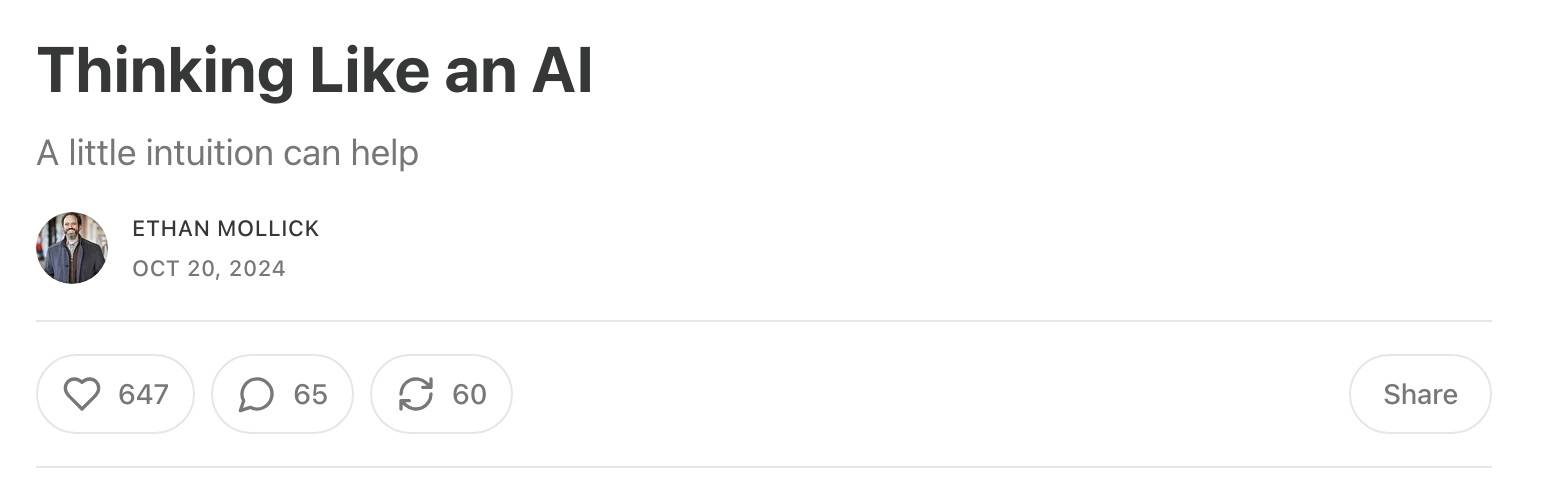 Thinking Like an AI
A little intuition can help
ETHAN MOLLICK
OCT 20, 2024
647 65 60 Share